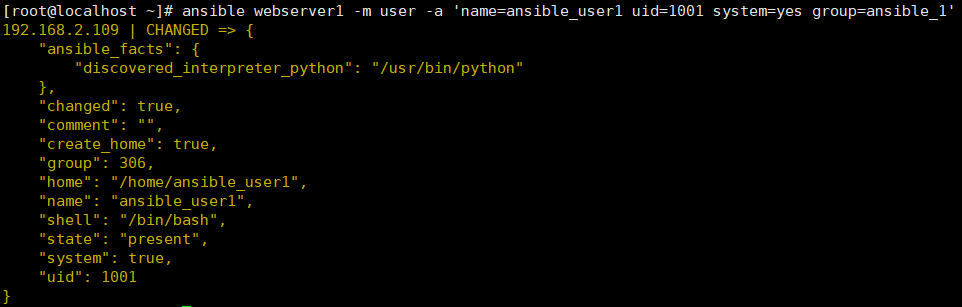 [root@localhost ~]# ansible webserver1 -m user -a 'name=ansible_user1 uid=1001 system=yes group=ansible_1'
192.168.2.109 | CHANGED => {
    "ansible_facts": {
        "discovered_interpreter_python": "/usr/bin/python"
    },
    "changed": true,
    "comment": "",
    "create_home": true,
    "group": 306,
    "home": "/home/ansible_user1",
    "name": "ansible_user1",
    "shell": "/bin/bash",
    "state": "present",
    "system": true,
    "uid": 1001
}